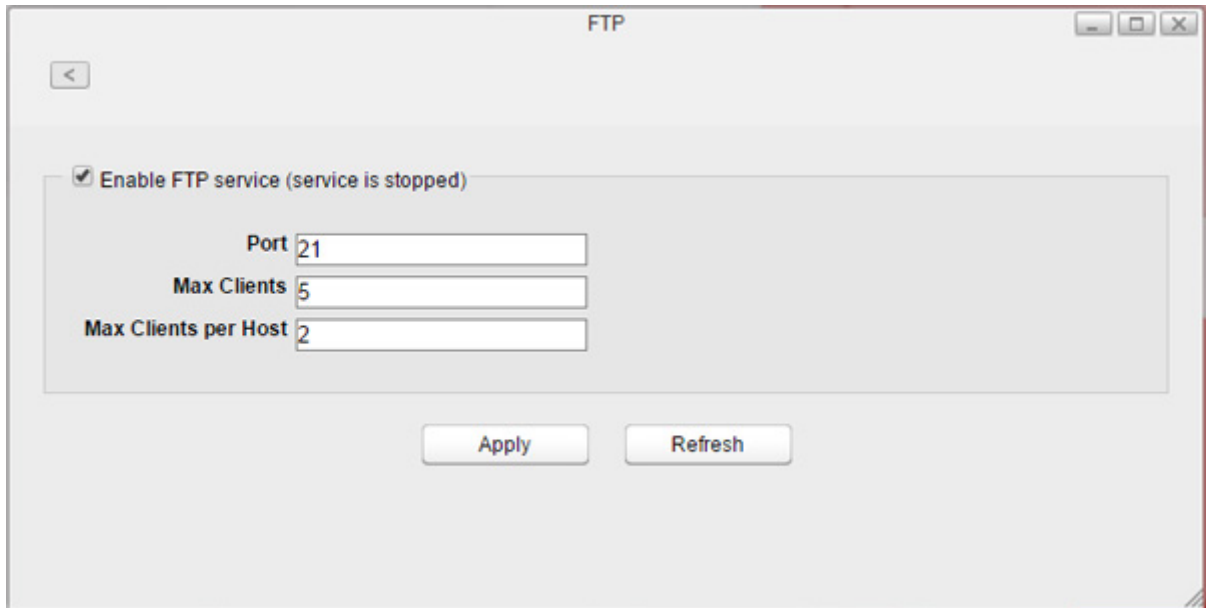 FTP
<
Enable FTP service (service is stopped)
Port 21
Max Clients 5
Max Clients per Host 2
Apply Refresh